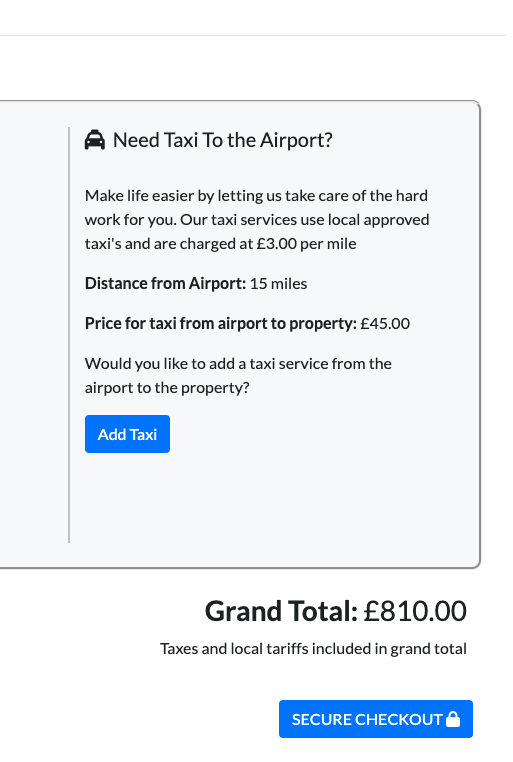 Need Taxi To the Airport?
Make life easier by letting us take care of the hard
work for you. Our taxi services use local approved
taxi's and are charged at £3.00 per mile
Distance from Airport: 15 miles
Price for taxi from airport to property: £45.00
Would you like to add a taxi service from the
airport to the property?
Add Taxi
Grand Total: £810.00
Taxes and local tariffs included in grand total
SECURE CHECKOUT